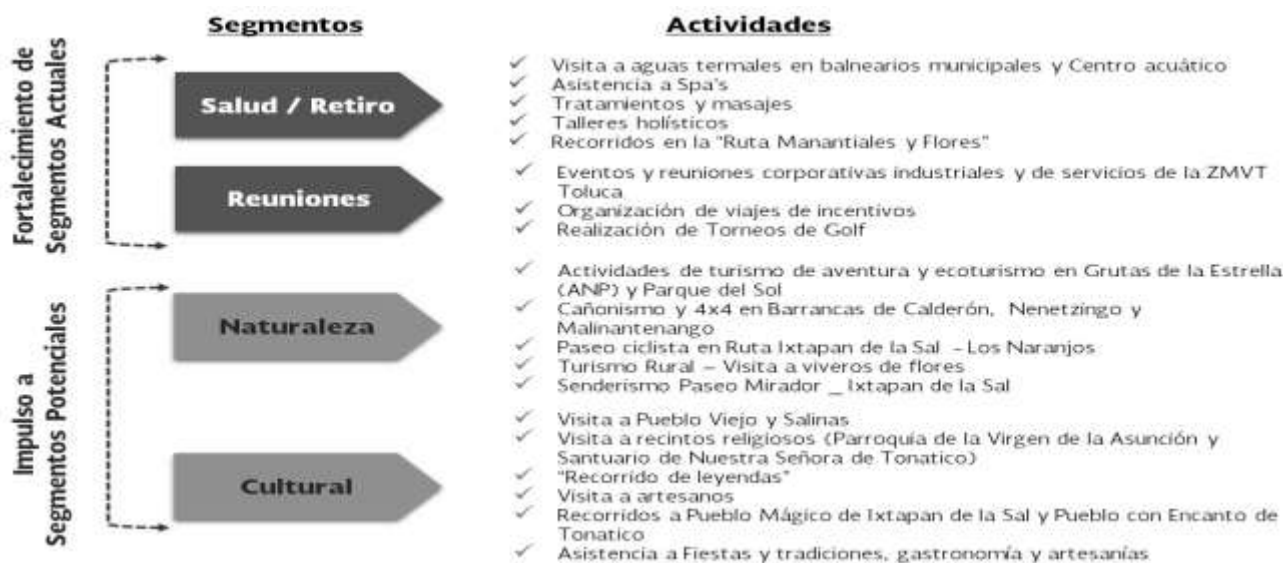 Segmentos
Actividades
Fortalecimiento de
Segmentos Actuales
Salud / Retiro
✓ Visita a aguas termales en balnearios municipales y Centro acuático
✓ Asistencia a Spa's
✓ Tratamientos y masajes
✓ Talleres holísticos
✓ Recorridos en la "Ruta Manantiales y Flores"
Reuniones
✓ Eventos y reuniones corporativas industriales y de servicios de la ZMVT
Toluca
✓ Organización de viajes de incentivos
✓ Realización de Torneos de Golf
Impulso a
Segmentos Potenciales
Naturaleza
✓ Actividades de turismo de aventura y ecoturismo en Grutas de la Estrella
(ANP) y Parque del Sol
✓ Cañonismo y 4x4 en Barrancas de Calderón, Nenetzingo y
Malinantenango
✓ Paseo ciclista en Ruta Ixtapan de la Sal - Los Naranjos
✓ Turismo Rural – Visita a viveros de flores
✓ Senderismo Paseo Mirador _ Ixtapan de la Sal
Cultural
✓ Visita a Pueblo Viejo y Salinas
✓ Visita a recintos religiosos (Parroquia de la Virgen de la Asunción y
Santuario de Nuestra Señora de Tonatico)
✓ "Recorrido de leyendas"
✓ Visita a artesanos
✓ Recorridos a Pueblo Mágico de Ixtapan de la Sal y Pueblo con Encanto de
Tonatico
✓ Asistencia a Fiestas y tradiciones, gastronomía y artesanías